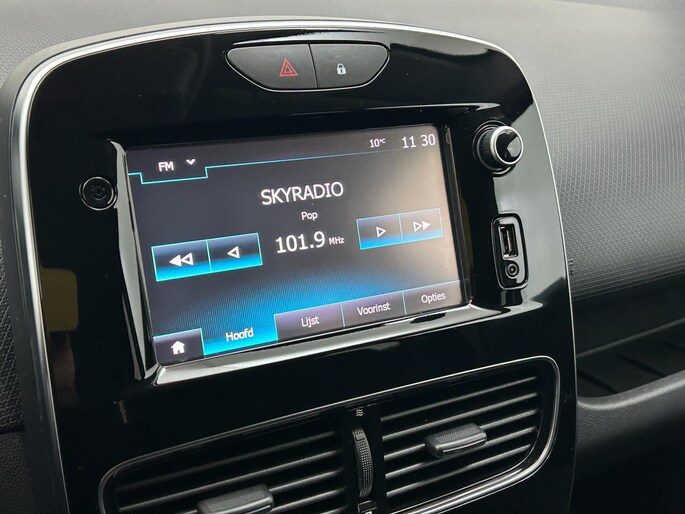 FM
10°C
11 30
SKYRADIO
Pop
101.9 MHz
Hoofd
Lijst
Voorinst
Opties